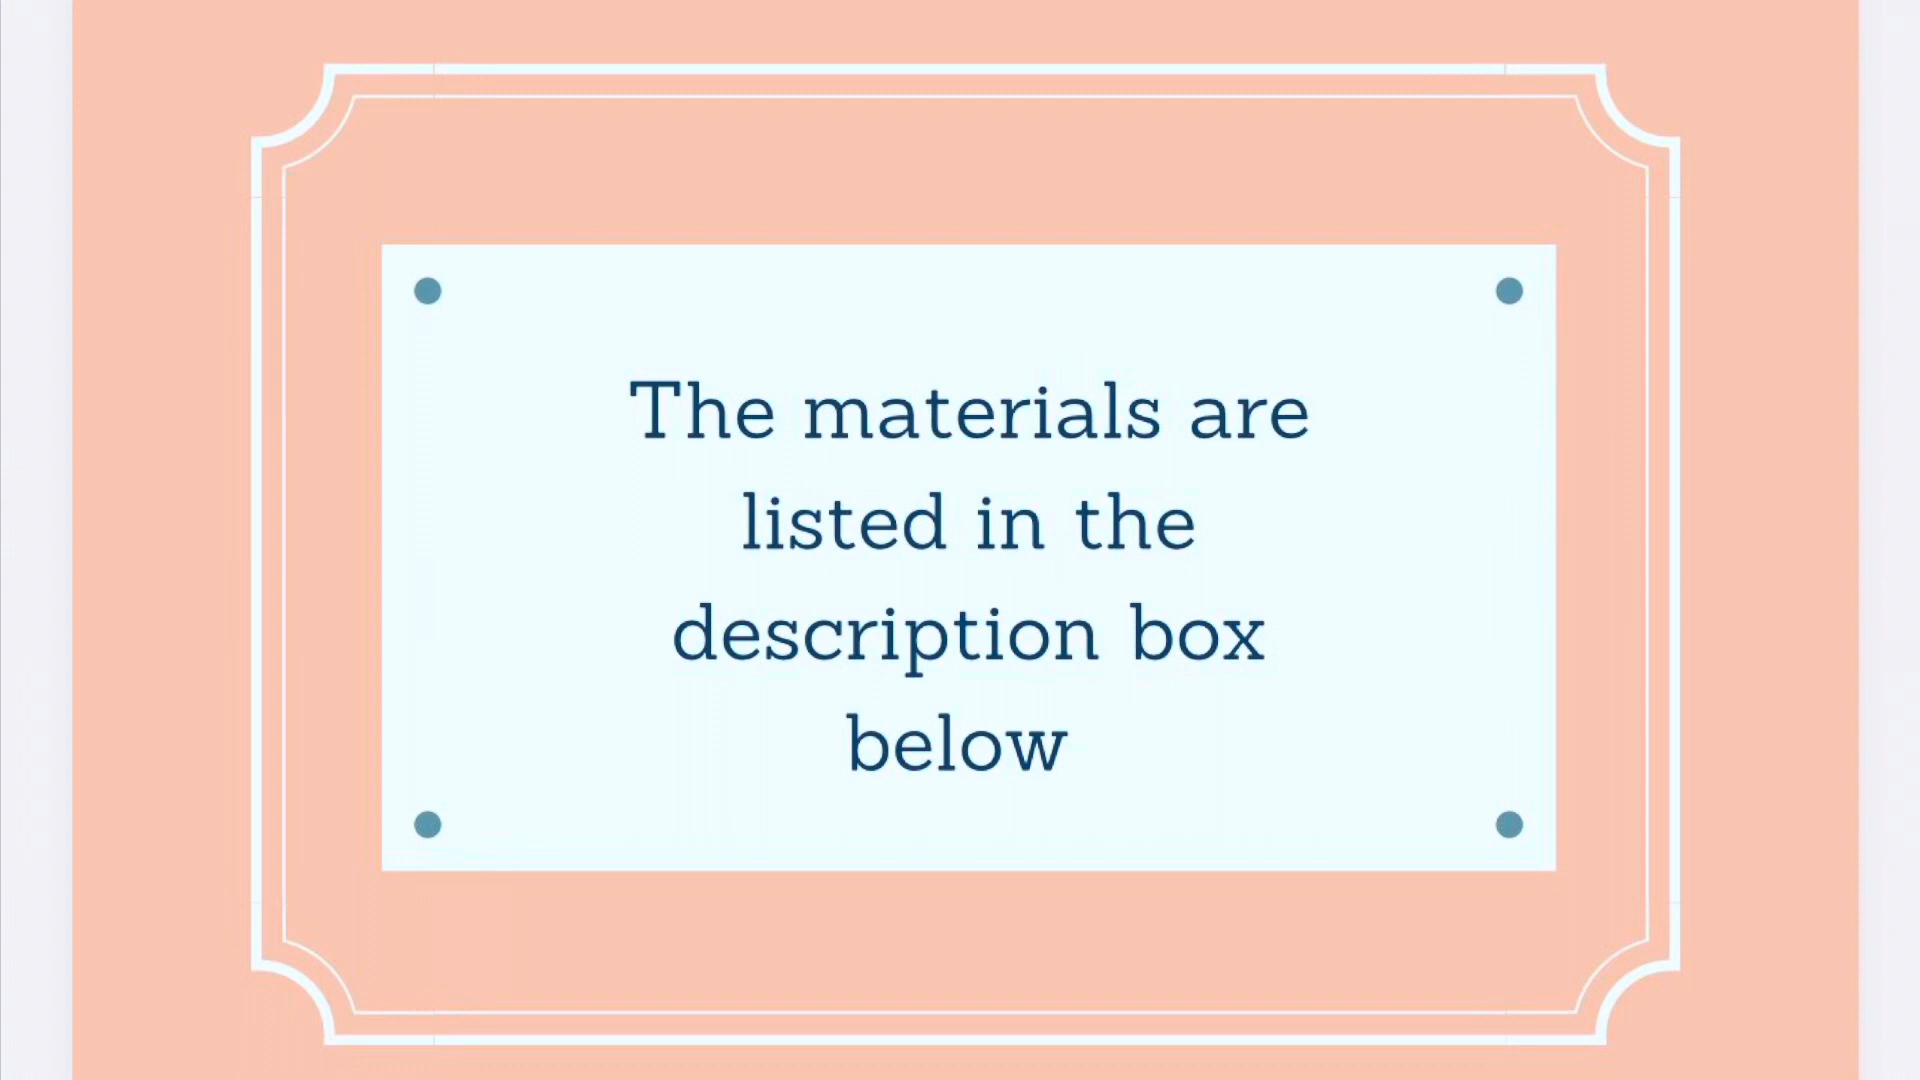 The materials are
listed in the
description box
below